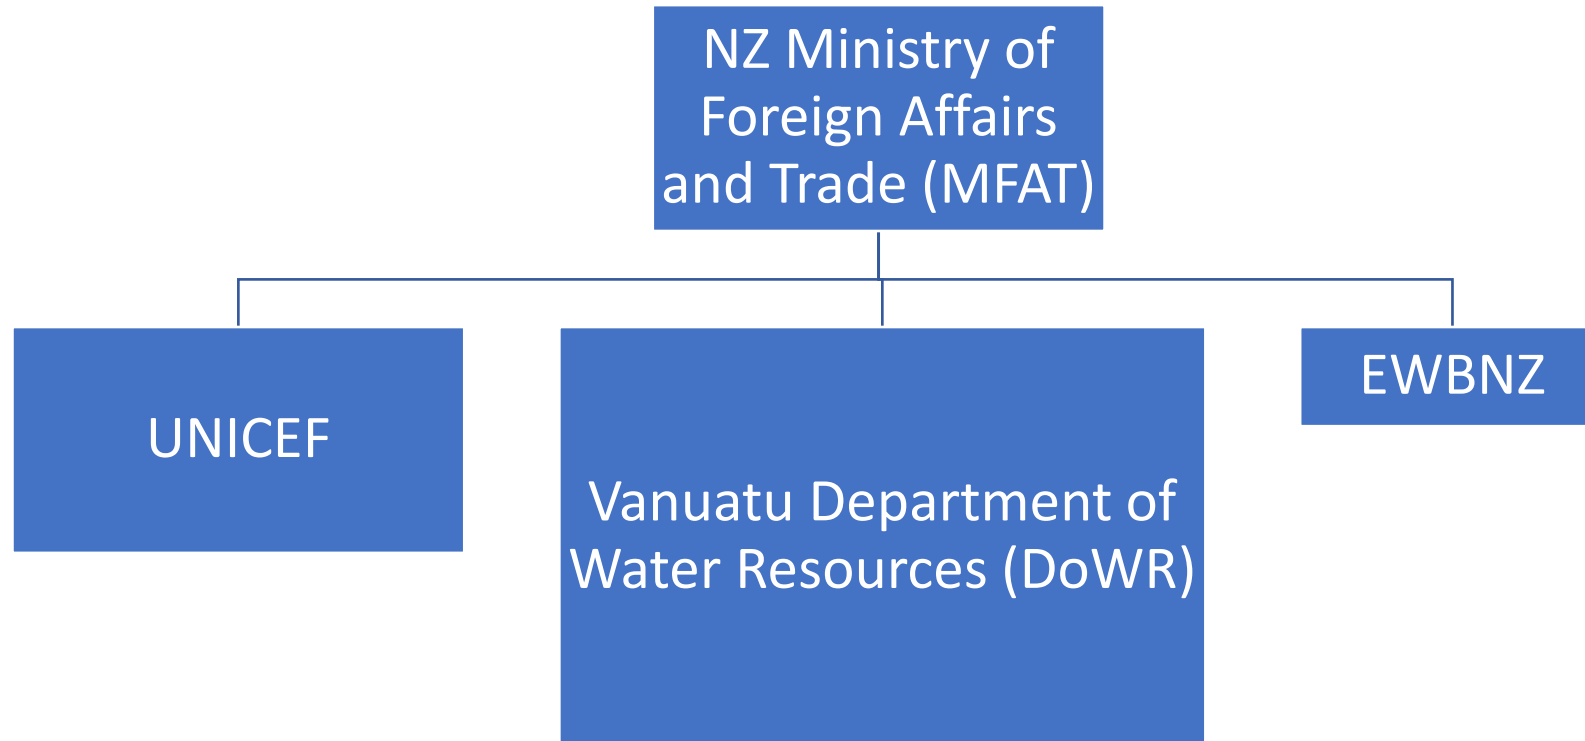 NZ Ministry of
Foreign Affairs
and Trade (MFAT)
UNICEF
Vanuatu Department of
Water Resources (DoWR)
EWBNZ